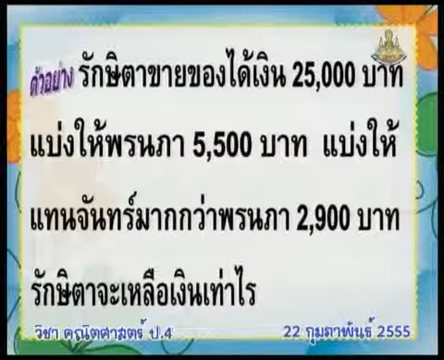 ตัวอย่าง รักษิตาขายของได้เงิน 25,000 บาท
แบ่งให้พรนภา 5,500 บาท แบ่งให้
แทนจันทร์มากกว่าพรนภา 2,900 บาท
รักษิตาจะเหลือเงินเท่าไร
วิชา คณิตศาสตร์ ป.4 22 กุมภาพันธ์ 2555